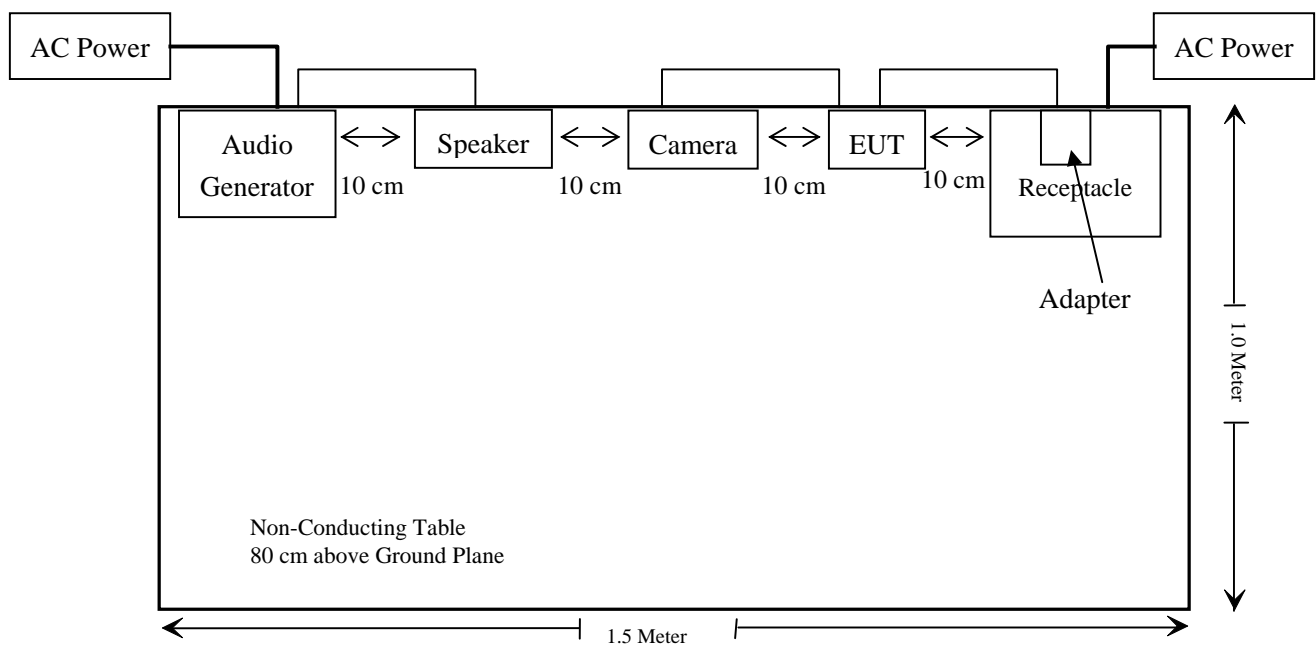 AC Power
AC Power
Audio
Generator
Speaker
Camera
EUT
Receptacle
10 cm
10 cm
10 cm
10 cm
Adapter
1.0 Meter
Non-Conducting Table
80 cm above Ground Plane
1.5 Meter